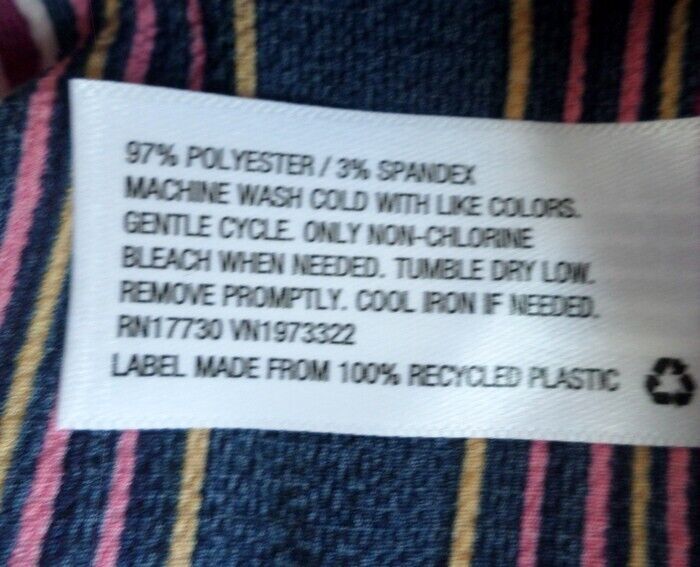 97% POLYESTER / 3% SPANDEX
MACHINE WASH COLD WITH LIKE COLORS.
GENTLE CYCLE. ONLY NON-CHLORINE
BLEACH WHEN NEEDED. TUMBLE DRY LOW.
REMOVE PROMPTLY. COOL IRON IF NEEDED.
RN17730 VN1973322
LABEL MADE FROM 100% RECYCLED PLASTIC